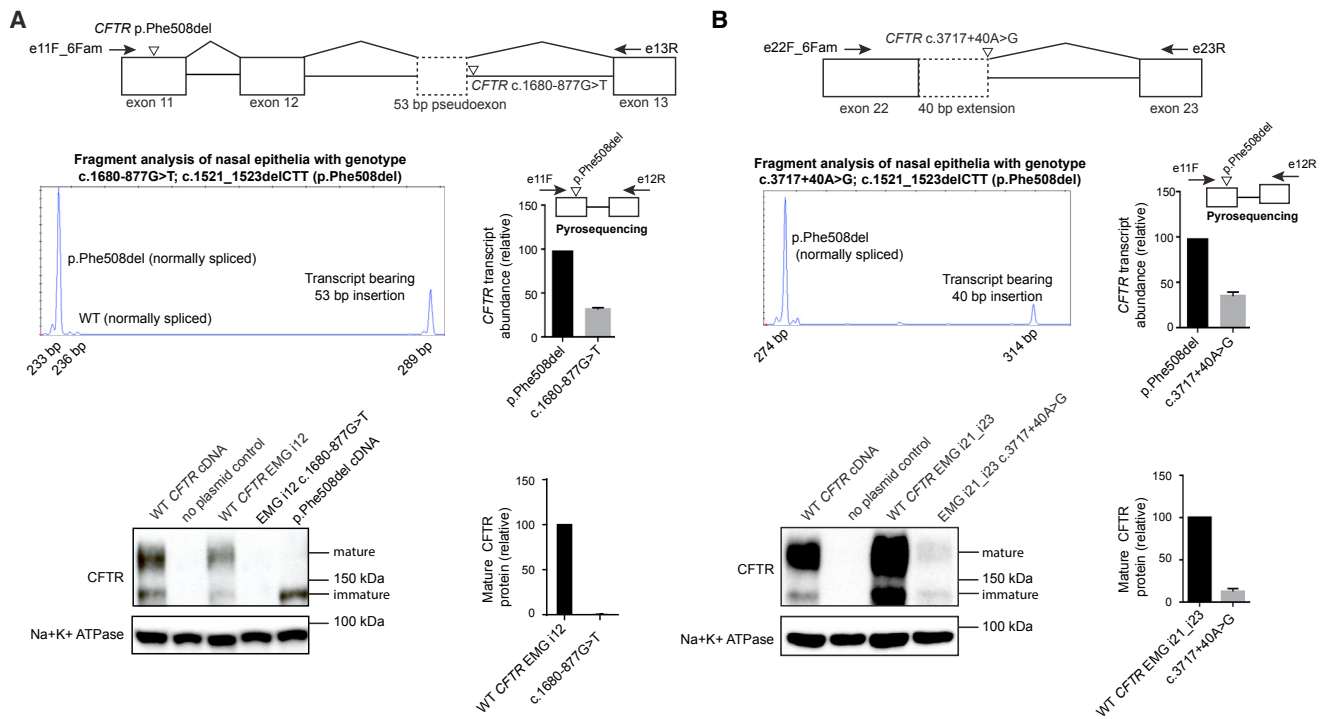 A
CFTR p.Phe508del
e11F_6Fam
e13R
CFTR c.1680-877G>T
exon 11
exon 12
53 bp pseudoexon
exon 13
Fragment analysis of nasal epithelia with genotype
c.1680-877G>T; c.1521_1523delCTT (p.Phe508del)
p.Phe508del (normally spliced)
Transcript bearing
53 bp insertion
WT (normally spliced)
233 bp
236 bp
289 bp
p.Phe508del
e11F
e12R
Pyrosequencing
CFTR transcript
abundance (relative)
150
100
50
0
p.Phe508del
c.1680-877G>T
WT CFTR cDNA
no plasmid control
WT CFTR EMG i12
EMG i12 c.1680-877G>T
p.Phe508del cDNA
CFTR
mature
150 kDa
immature
100 kDa
Na+K+ ATPase
Mature CFTR
protein (relative)
150
100
50
0
WT CFTR EMG i12
c.1680-877G>T
B
CFTR c.3717+40A>G
e22F_6Fam
e23R
exon 22
40 bp extension
exon 23
Fragment analysis of nasal epithelia with genotype
c.3717+40A>G; c.1521_1523delCTT (p.Phe508del)
p.Phe508del
(normally spliced)
Transcript bearing
40 bp insertion
274 bp
314 bp
p.Phe508del
e11F
e12R
Pyrosequencing
CFTR transcript
abundance (relative)
150
100
50
0
p.Phe508del
c.3717+40A>G
WT CFTR cDNA
no plasmid control
WT CFTR EMG i21_i23
EMG i21_i23 c.3717+40A>G
CFTR
mature
150 kDa
immature
100 kDa
Na+K+ ATPase
Mature CFTR
protein (relative)
150
100
50
0
WT CFTR EMG i21_i23
c.3717+40A>G